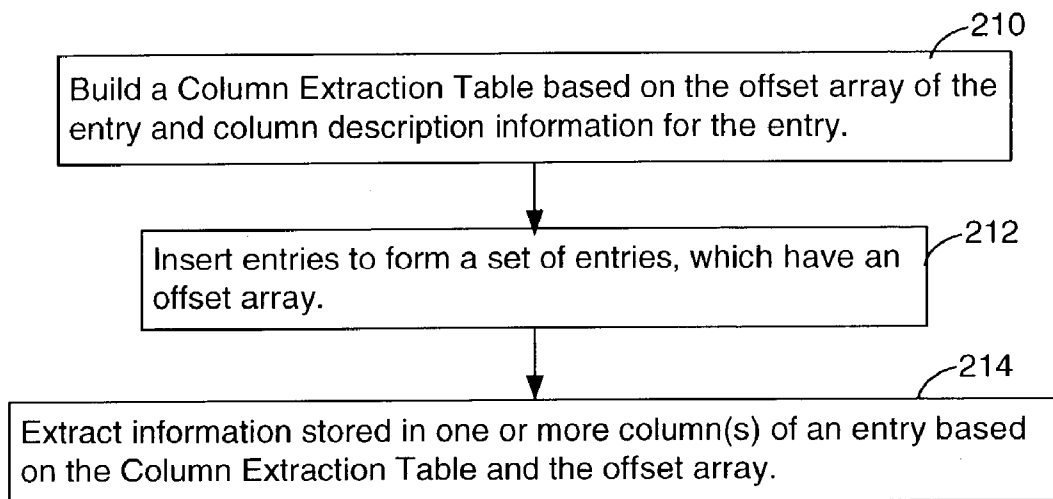 210
Build a Column Extraction Table based on the offset array of the
entry and column description information for the entry.
212
Insert entries to form a set of entries, which have an
offset array.
214
Extract information stored in one or more column(s) of an entry based
on the Column Extraction Table and the offset array.